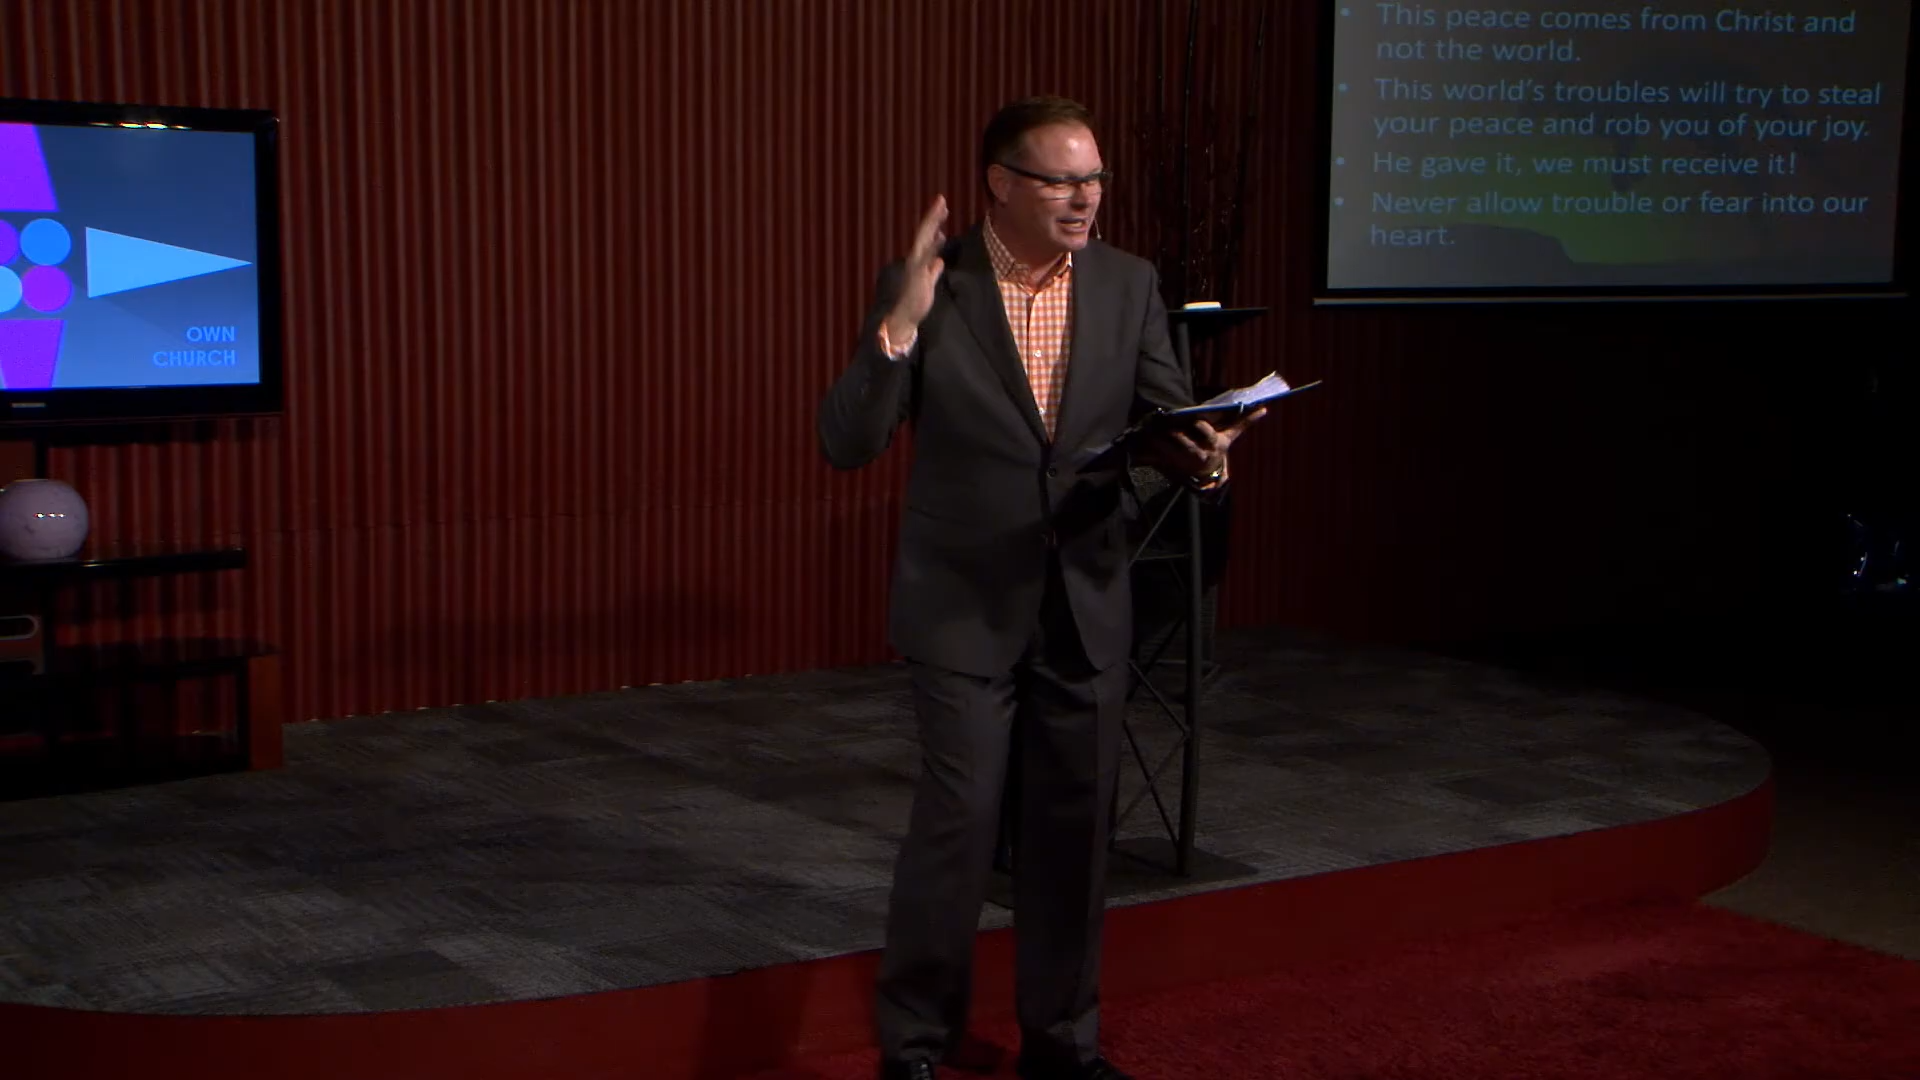 OWN
CHURCH
• This peace comes from Christ and
not the world.
• This world's troubles will try to steal
your peace and rob you of your joy.
• He gave it, we must receive it!
• Never allow trouble or fear into our
heart.